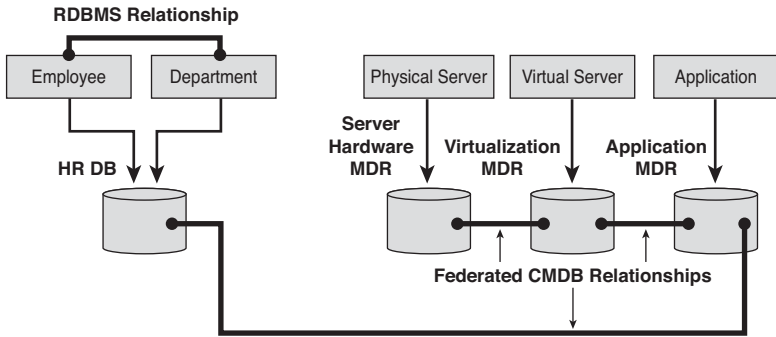 RDBMS Relationship
Employee
Department
Physical Server
Virtual Server
Application
Server
Hardware
MDR
Virtualization
MDR
Application
MDR
HR DB
Federated CMDB Relationships